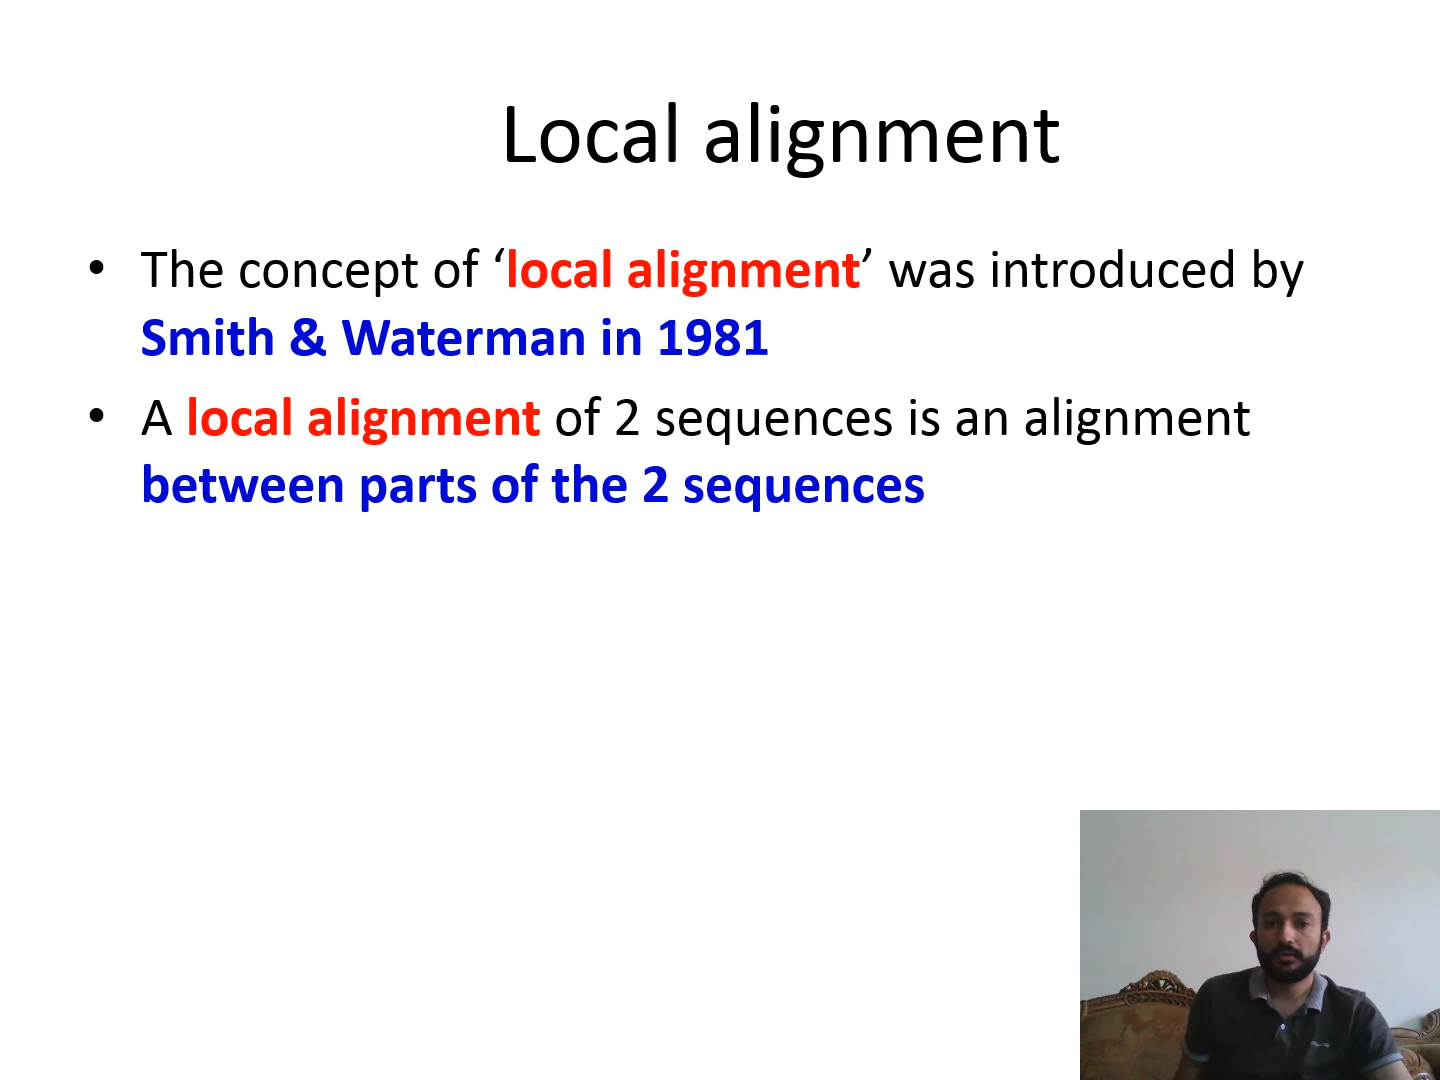 Local alignment
• The concept of ‘local alignment’ was introduced by
Smith & Waterman in 1981
• A local alignment of 2 sequences is an alignment
between parts of the 2 sequences